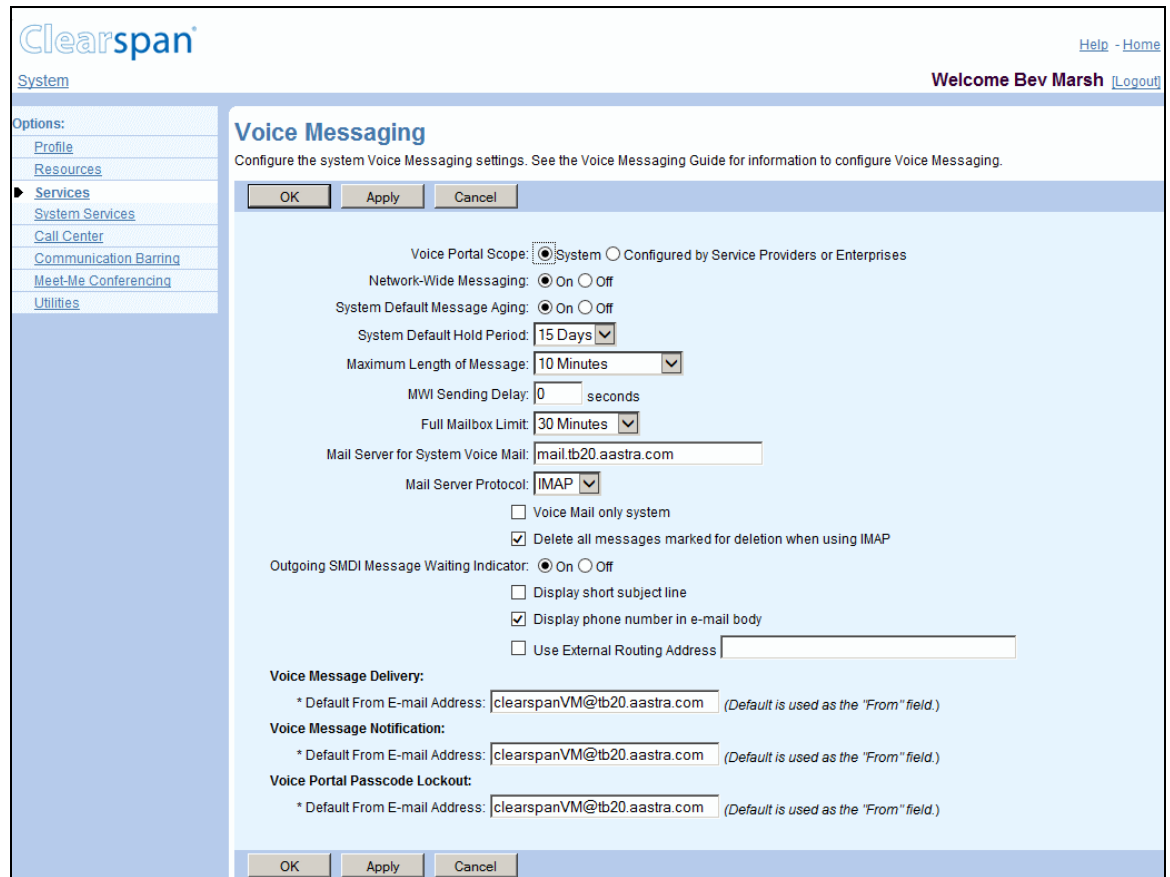 Clearspan®
Help - Home
System
Welcome Bev Marsh [Logout]
Options:
Profile
Resources
Services
System Services
Call Center
Communication Barring
Meet-Me Conferencing
Utilities
Voice Messaging
Configure the system Voice Messaging settings. See the Voice Messaging Guide for information to configure Voice Messaging.
OK Apply Cancel
Voice Portal Scope: System Configured by Service Providers or Enterprises
Network-Wide Messaging: On Off
System Default Message Aging: On Off
System Default Hold Period: 15 Days
Maximum Length of Message: 10 Minutes
MWI Sending Delay: 0 seconds
Full Mailbox Limit: 30 Minutes
Mail Server for System Voice Mail: mail.tb20.aastra.com
Mail Server Protocol: IMAP
Voice Mail only system
Delete all messages marked for deletion when using IMAP
Outgoing SMDI Message Waiting Indicator: On Off
Display short subject line
Display phone number in e-mail body
Use External Routing Address
Voice Message Delivery:
* Default From E-mail Address: clearspanVM@tb20.aastra.com (Default is used as the "From" field.)
Voice Message Notification:
* Default From E-mail Address: clearspanVM@tb20.aastra.com (Default is used as the "From" field.)
Voice Portal Passcode Lockout:
* Default From E-mail Address: clearspanVM@tb20.aastra.com (Default is used as the "From" field.)
OK Apply Cancel